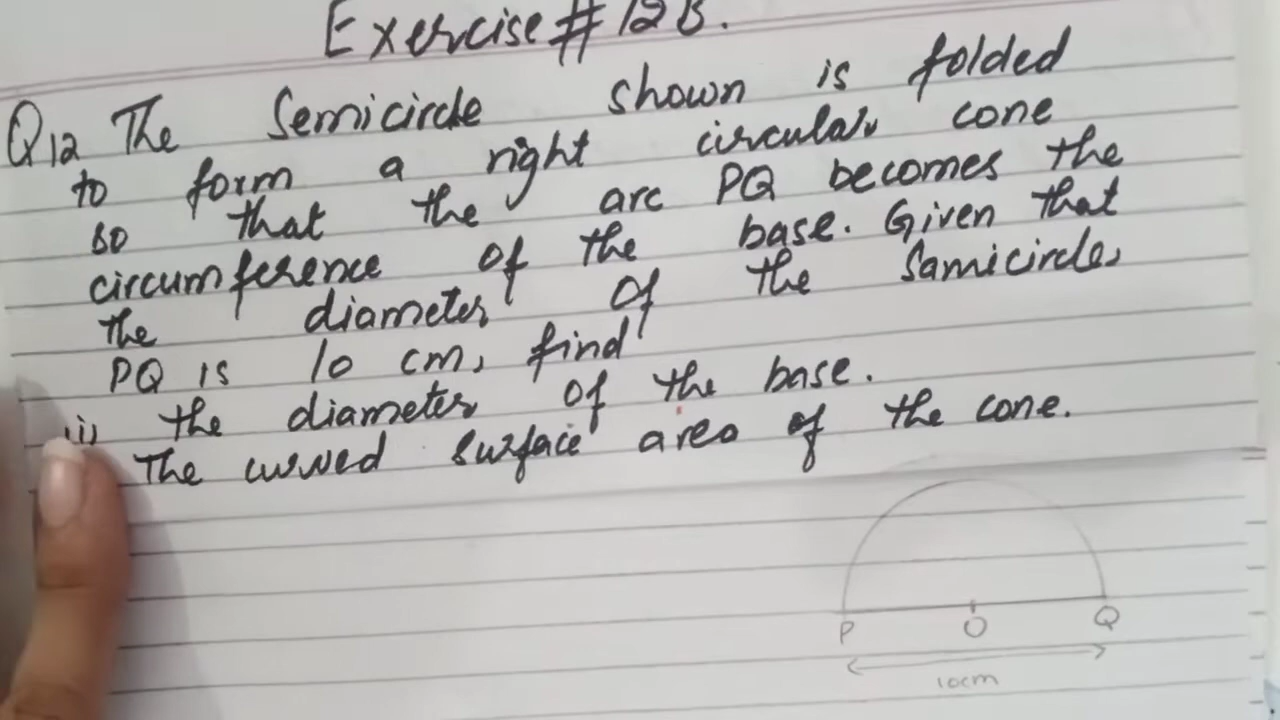 Exercise # 12B.
Q12 The Semicircle shown is folded
to form a right circular cone
so that the arc PQ becomes the
circumference of the base. Given that
the diameter of the Samicircle,
PQ is 10 cm, find
i) the diameter of the base.
The curved surface area of the cone.
P O Q
10cm